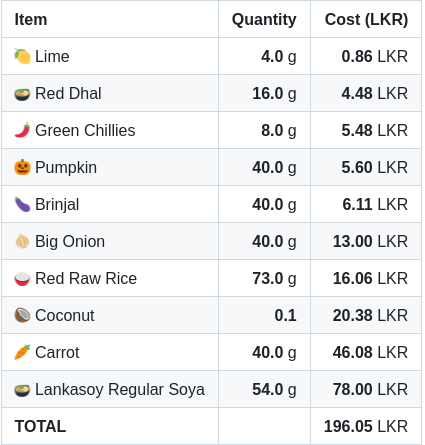 Item Quantity Cost (LKR)
Lime 4.0 g 0.86 LKR
Red Dhal 16.0 g 4.48 LKR
Green Chillies 8.0 g 5.48 LKR
Pumpkin 40.0 g 5.60 LKR
Brinjal 40.0 g 6.11 LKR
Big Onion 40.0 g 13.00 LKR
Red Raw Rice 73.0 g 16.06 LKR
Coconut 0.1 20.38 LKR
Carrot 40.0 g 46.08 LKR
Lankasoy Regular Soya 54.0 g 78.00 LKR
TOTAL 196.05 LKR